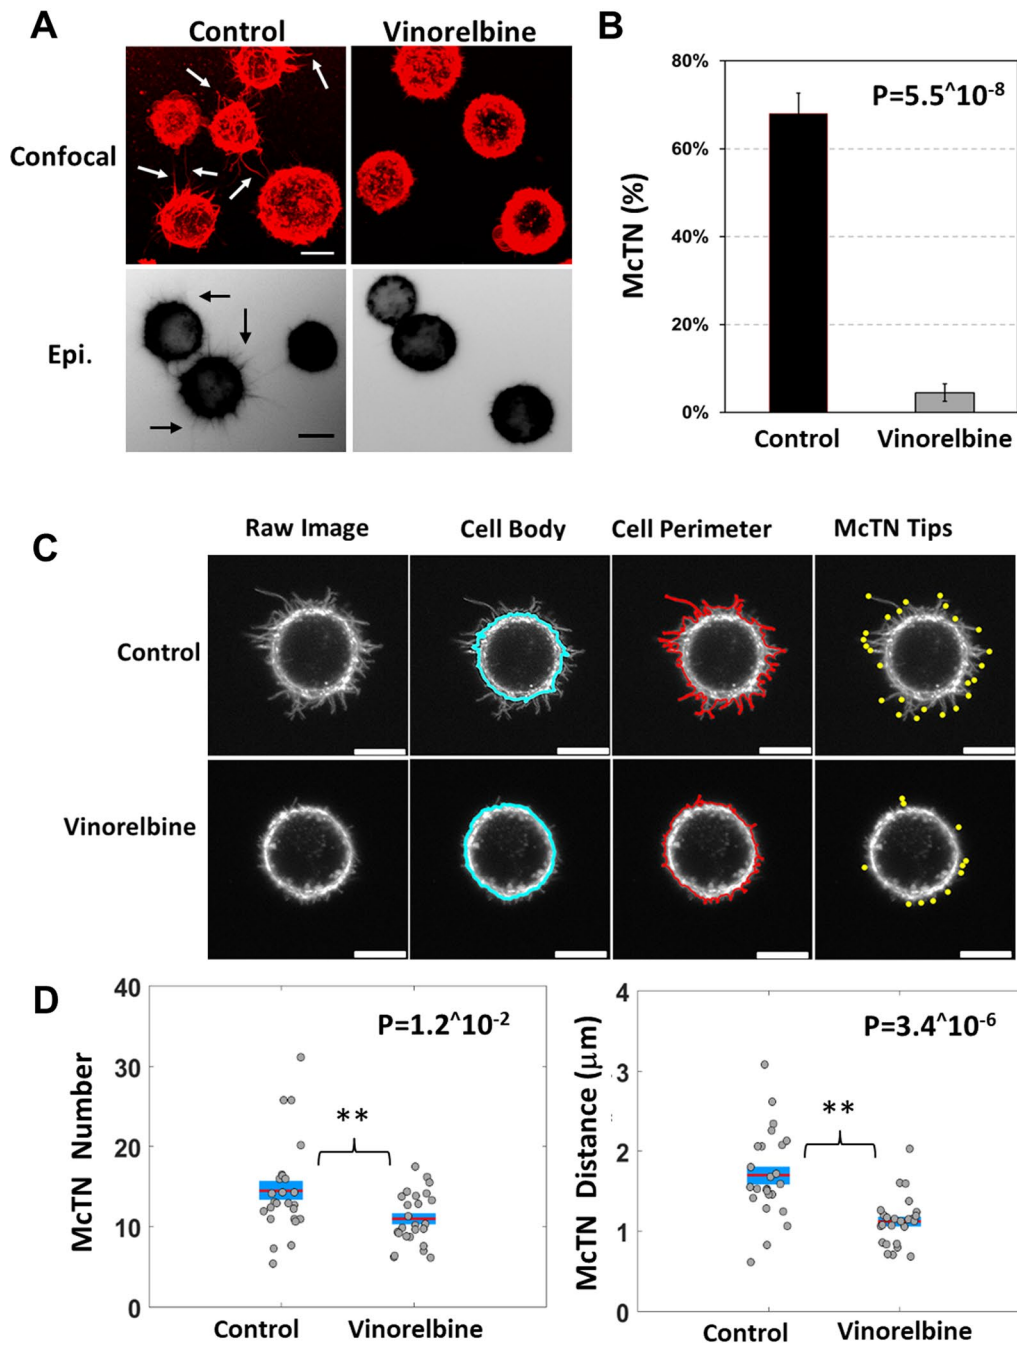 A
Control
Vinorelbine
Confocal
Epi.
B
80%
60%
40%
20%
0%
McTN (%)
P=5.5^10-8
Control
Vinorelbine
C
Raw Image
Cell Body
Cell Perimeter
McTN Tips
Control
Vinorelbine
D
40
30
20
10
0
McTN Number
P=1.2^10-2
**
Control
Vinorelbine
4
3
2
1
0
McTN Distance (μm)
P=3.4^10-6
**
Control
Vinorelbine